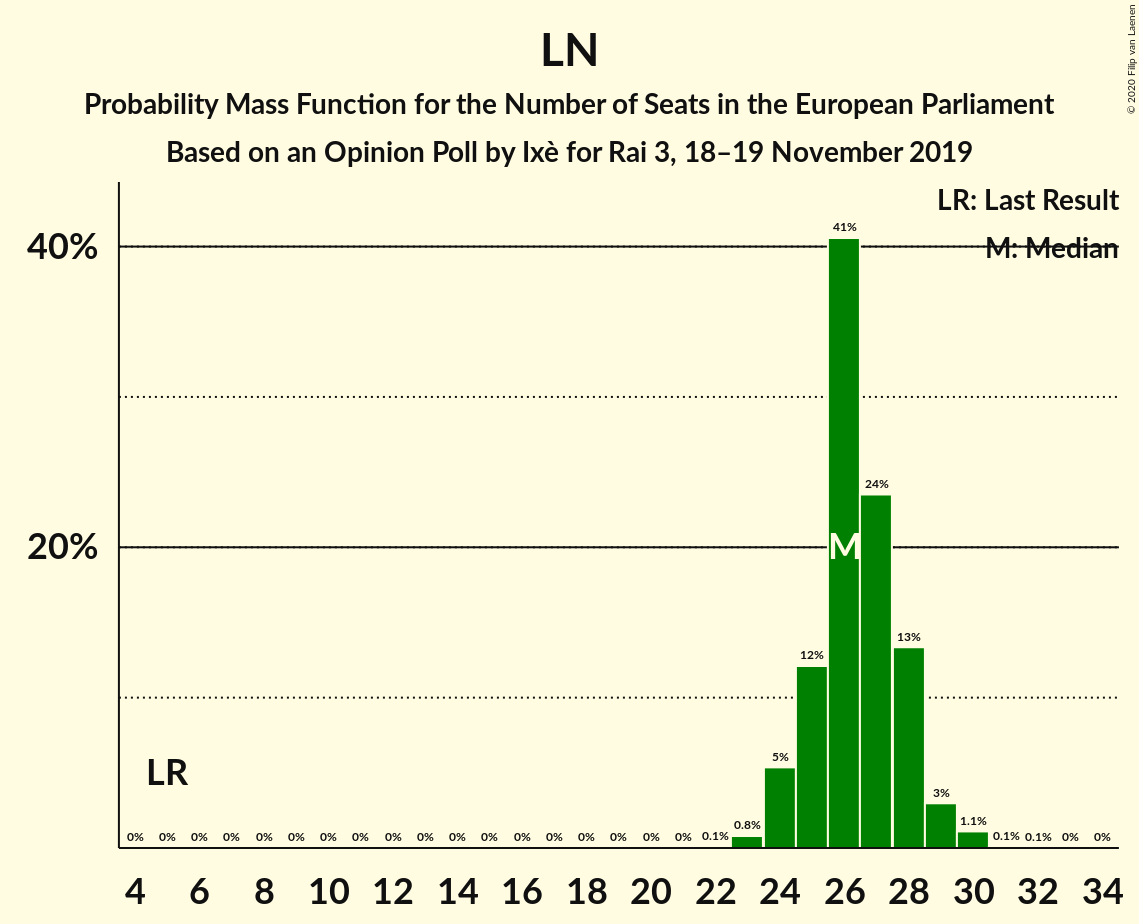 LN
Probability Mass Function for the Number of Seats in the European Parliament
Based on an Opinion Poll by Ixè for Rai 3, 18–19 November 2019
© 2020 Filip van Laenen
LR: Last Result
M: Median
40%
20%
41%
24%
13%
12%
5%
3%
0% 0% 0% 0% 0% 0% 0% 0% 0% 0% 0% 0% 0% 0% 0% 0% 0% 0% 0.1% 0.8% 1.1% 0.1% 0.1% 0% 0%
M
LR
4 6 8 10 12 14 16 18 20 22 24 26 28 30 32 34